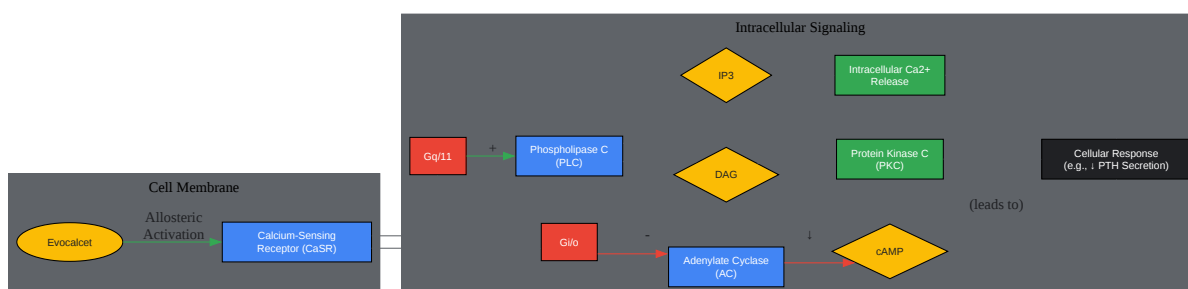 Intracellular Signaling
IP3
Intracellular Ca2+
Release
Gq/11
+
Phospholipase C
(PLC)
DAG
Protein Kinase C
(PKC)
Cellular Response
(e.g., ↓ PTH Secretion)
Cell Membrane
Evocalcet
Allosteric
Activation
Calcium-Sensing
Receptor (CaSR)
Gi/o
-
Adenylate Cyclase
(AC)
↓
cAMP
(leads to)